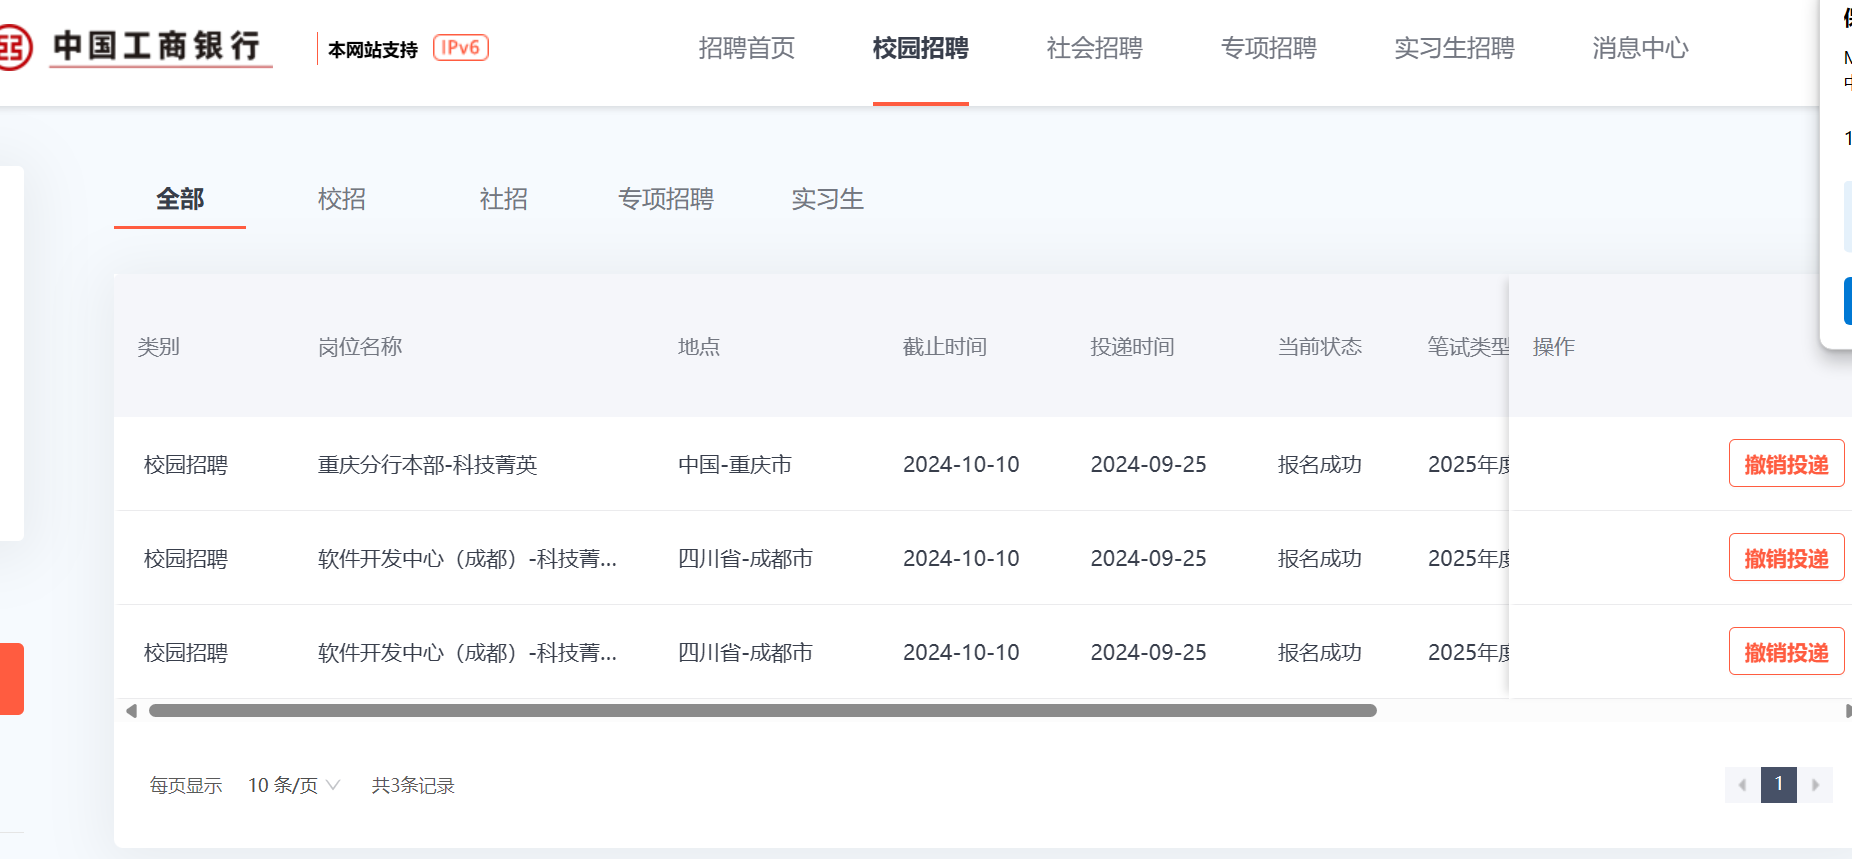 中国工商银行 本网站支持 IPv6 招聘首页 校园招聘 社会招聘 专项招聘 实习生招聘 消息中心
全部 校招 社招 专项招聘 实习生
类别 岗位名称 地点 截止时间 投递时间 当前状态 笔试类型 操作
校园招聘 重庆分行本部-科技菁英 中国-重庆市 2024-10-10 2024-09-25 报名成功 2025年度 撤销投递
校园招聘 软件开发中心（成都）-科技菁... 四川省-成都市 2024-10-10 2024-09-25 报名成功 2025年度 撤销投递
校园招聘 软件开发中心（成都）-科技菁... 四川省-成都市 2024-10-10 2024-09-25 报名成功 2025年度 撤销投递
每页显示 10 条/页 共3条记录 1